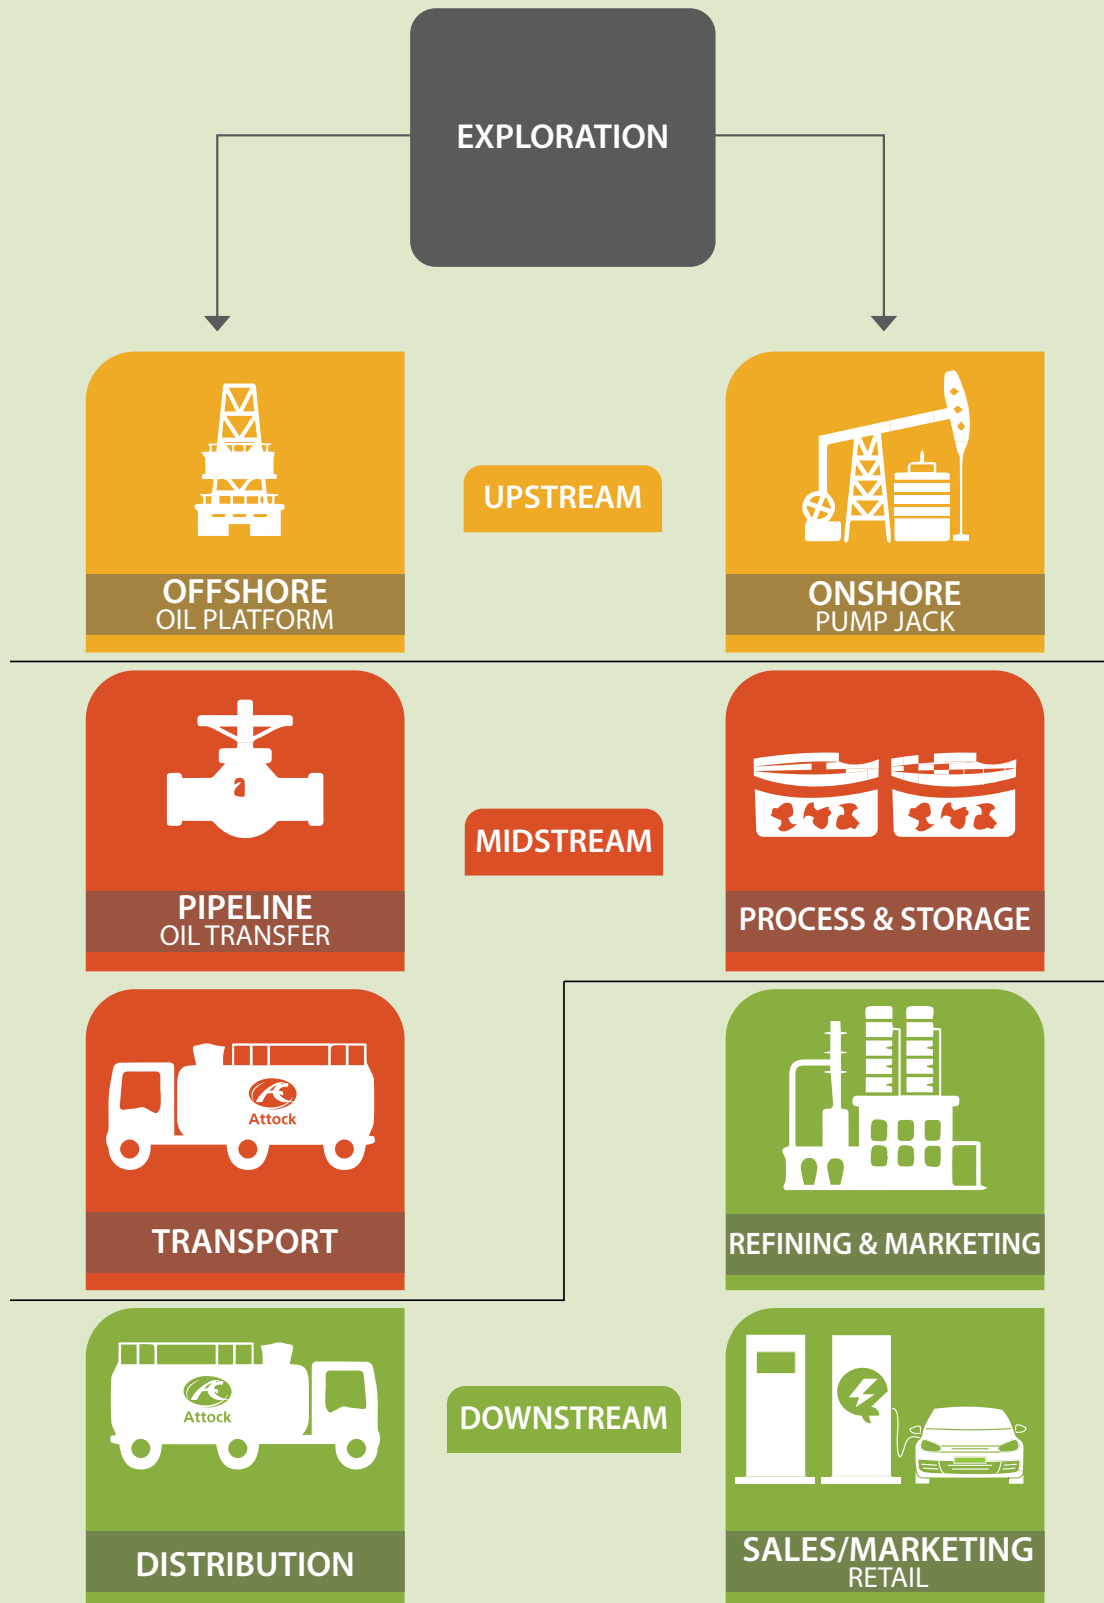 EXPLORATION
OFFSHORE
OIL PLATFORM
UPSTREAM
ONSHORE
PUMP JACK
PIPELINE
OIL TRANSFER
MIDSTREAM
PROCESS & STORAGE
Attock
TRANSPORT
REFINING & MARKETING
Attock
DISTRIBUTION
DOWNSTREAM
SALES/MARKETING
RETAIL